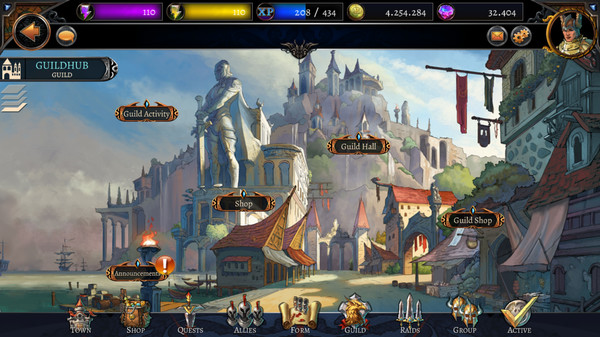 110
110
XP
208 / 434
4.254.284
32.404
GUILDHUB
GUILD
Guild Activity
Guild Hall
Shop
Guild Shop
Announcements
!
TOWN
SHOP
QUESTS
ALLIES
FORM
GUILD
RAIDS
GROUP
ACTIVE